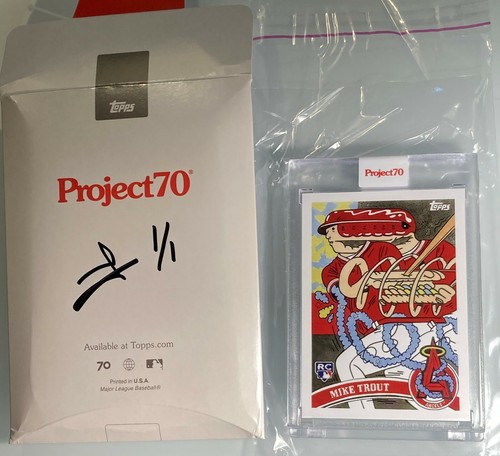 Topps
Project70®
1/1
Available at Topps.com
70
Printed in U.S.A.
Major League Baseball®
Project70
Topps
RC
MIKE TROUT